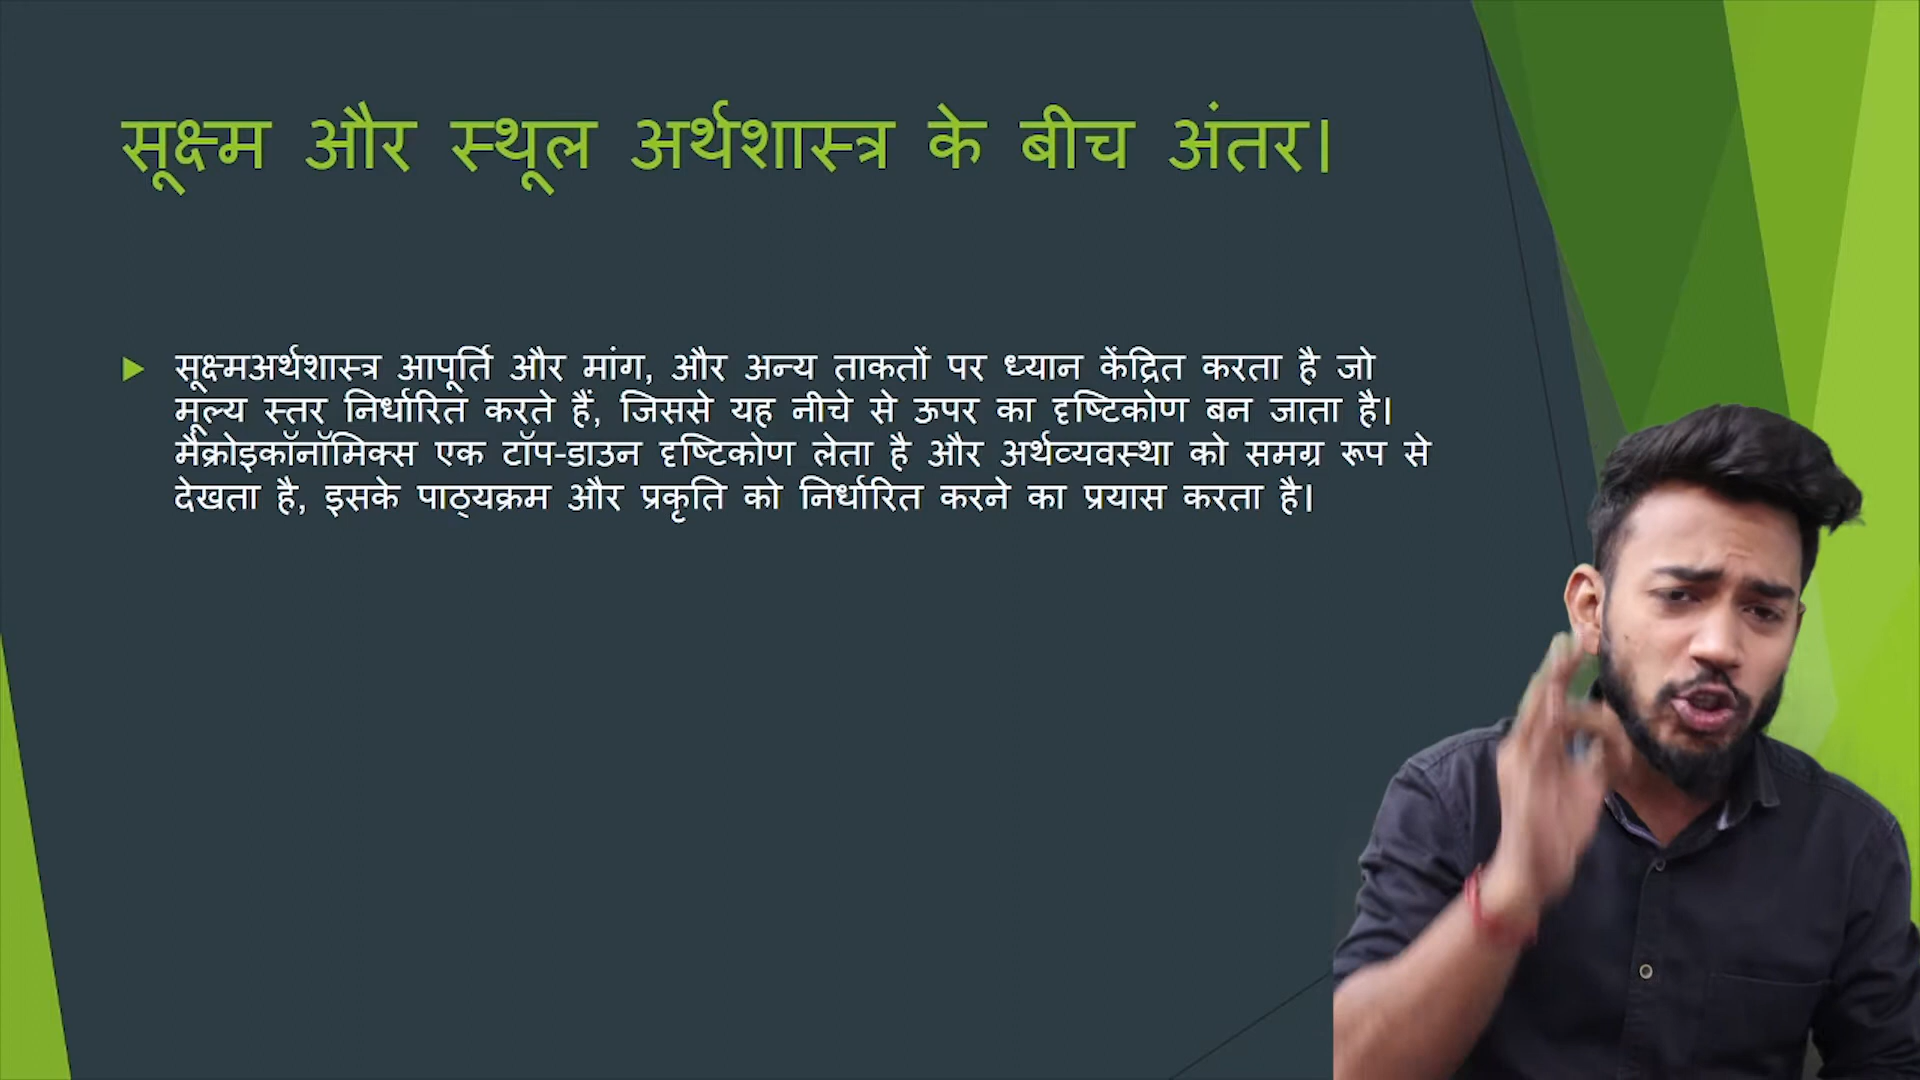 सूक्ष्म और स्थूल अर्थशास्त्र के बीच अंतर।
सूक्ष्मअर्थशास्त्र आपूर्ति और मांग, और अन्य ताकतों पर ध्यान केंद्रित करता है जो
मूल्य स्तर निर्धारित करते हैं, जिससे यह नीचे से ऊपर का दृष्टिकोण बन जाता है।
मैक्रोइकॉनॉमिक्स एक टॉप-डाउन दृष्टिकोण लेता है और अर्थव्यवस्था को समग्र रूप से
देखता है, इसके पाठ्यक्रम और प्रकृति को निर्धारित करने का प्रयास करता है।